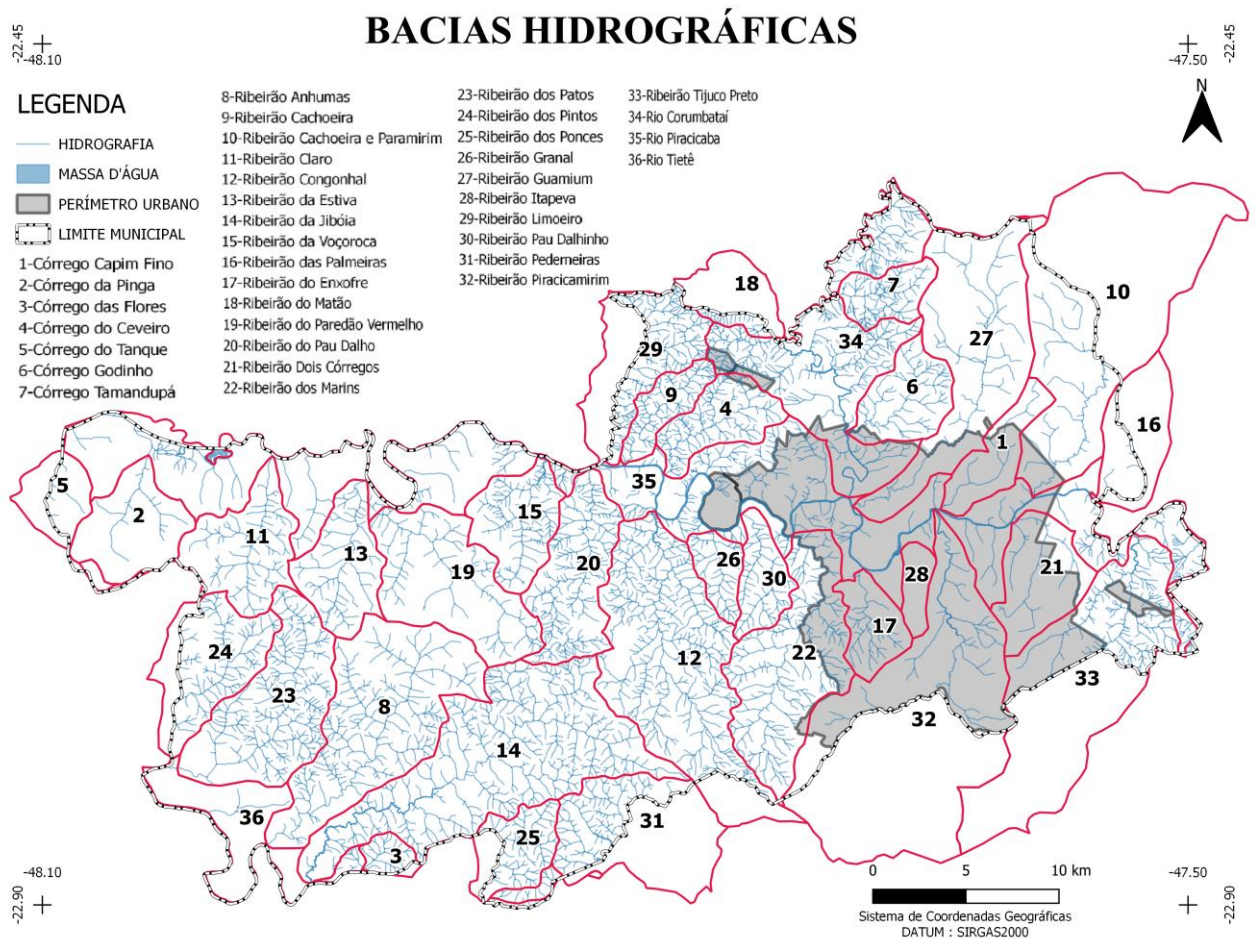 BACIAS HIDROGRÁFICAS
-22.45
-48.10
-47.50
-22.45
N
LEGENDA
HIDROGRAFIA
MASSA D'ÁGUA
PERÍMETRO URBANO
LIMITE MUNICIPAL
1-Córrego Capim Fino
2-Córrego da Pinga
3-Córrego das Flores
4-Córrego do Ceveiro
5-Córrego do Tanque
6-Córrego Godinho
7-Córrego Tamandupá
8-Ribeirão Anhumas
9-Ribeirão Cachoeira
10-Ribeirão Cachoeira e Paramirim
11-Ribeirão Claro
12-Ribeirão Congonhal
13-Ribeirão da Estiva
14-Ribeirão da Jibóia
15-Ribeirão da Voçoroca
16-Ribeirão das Palmeiras
17-Ribeirão do Enxofre
18-Ribeirão do Matão
19-Ribeirão do Paredão Vermelho
20-Ribeirão do Pau Dalho
21-Ribeirão Dois Córregos
22-Ribeirão dos Marins
23-Ribeirão dos Patos
24-Ribeirão dos Pintos
25-Ribeirão dos Ponces
26-Ribeirão Granal
27-Ribeirão Guamium
28-Ribeirão Itapeva
29-Ribeirão Limoeiro
30-Ribeirão Pau Dalhinho
31-Ribeirão Pederneiras
32-Ribeirão Piracicamirim
33-Ribeirão Tijuco Preto
34-Rio Corumbataí
35-Rio Piracicaba
36-Rio Tietê
18
7
10
34
27
29
6
9
4
16
1
5
35
2
15
11
13
20
26
19
30
28
21
17
24
22
12
33
23
8
32
14
36
31
25
3
-48.10
-22.90
0 5 10 km
Sistema de Coordenadas Geográficas
DATUM : SIRGAS2000
-47.50
-22.90